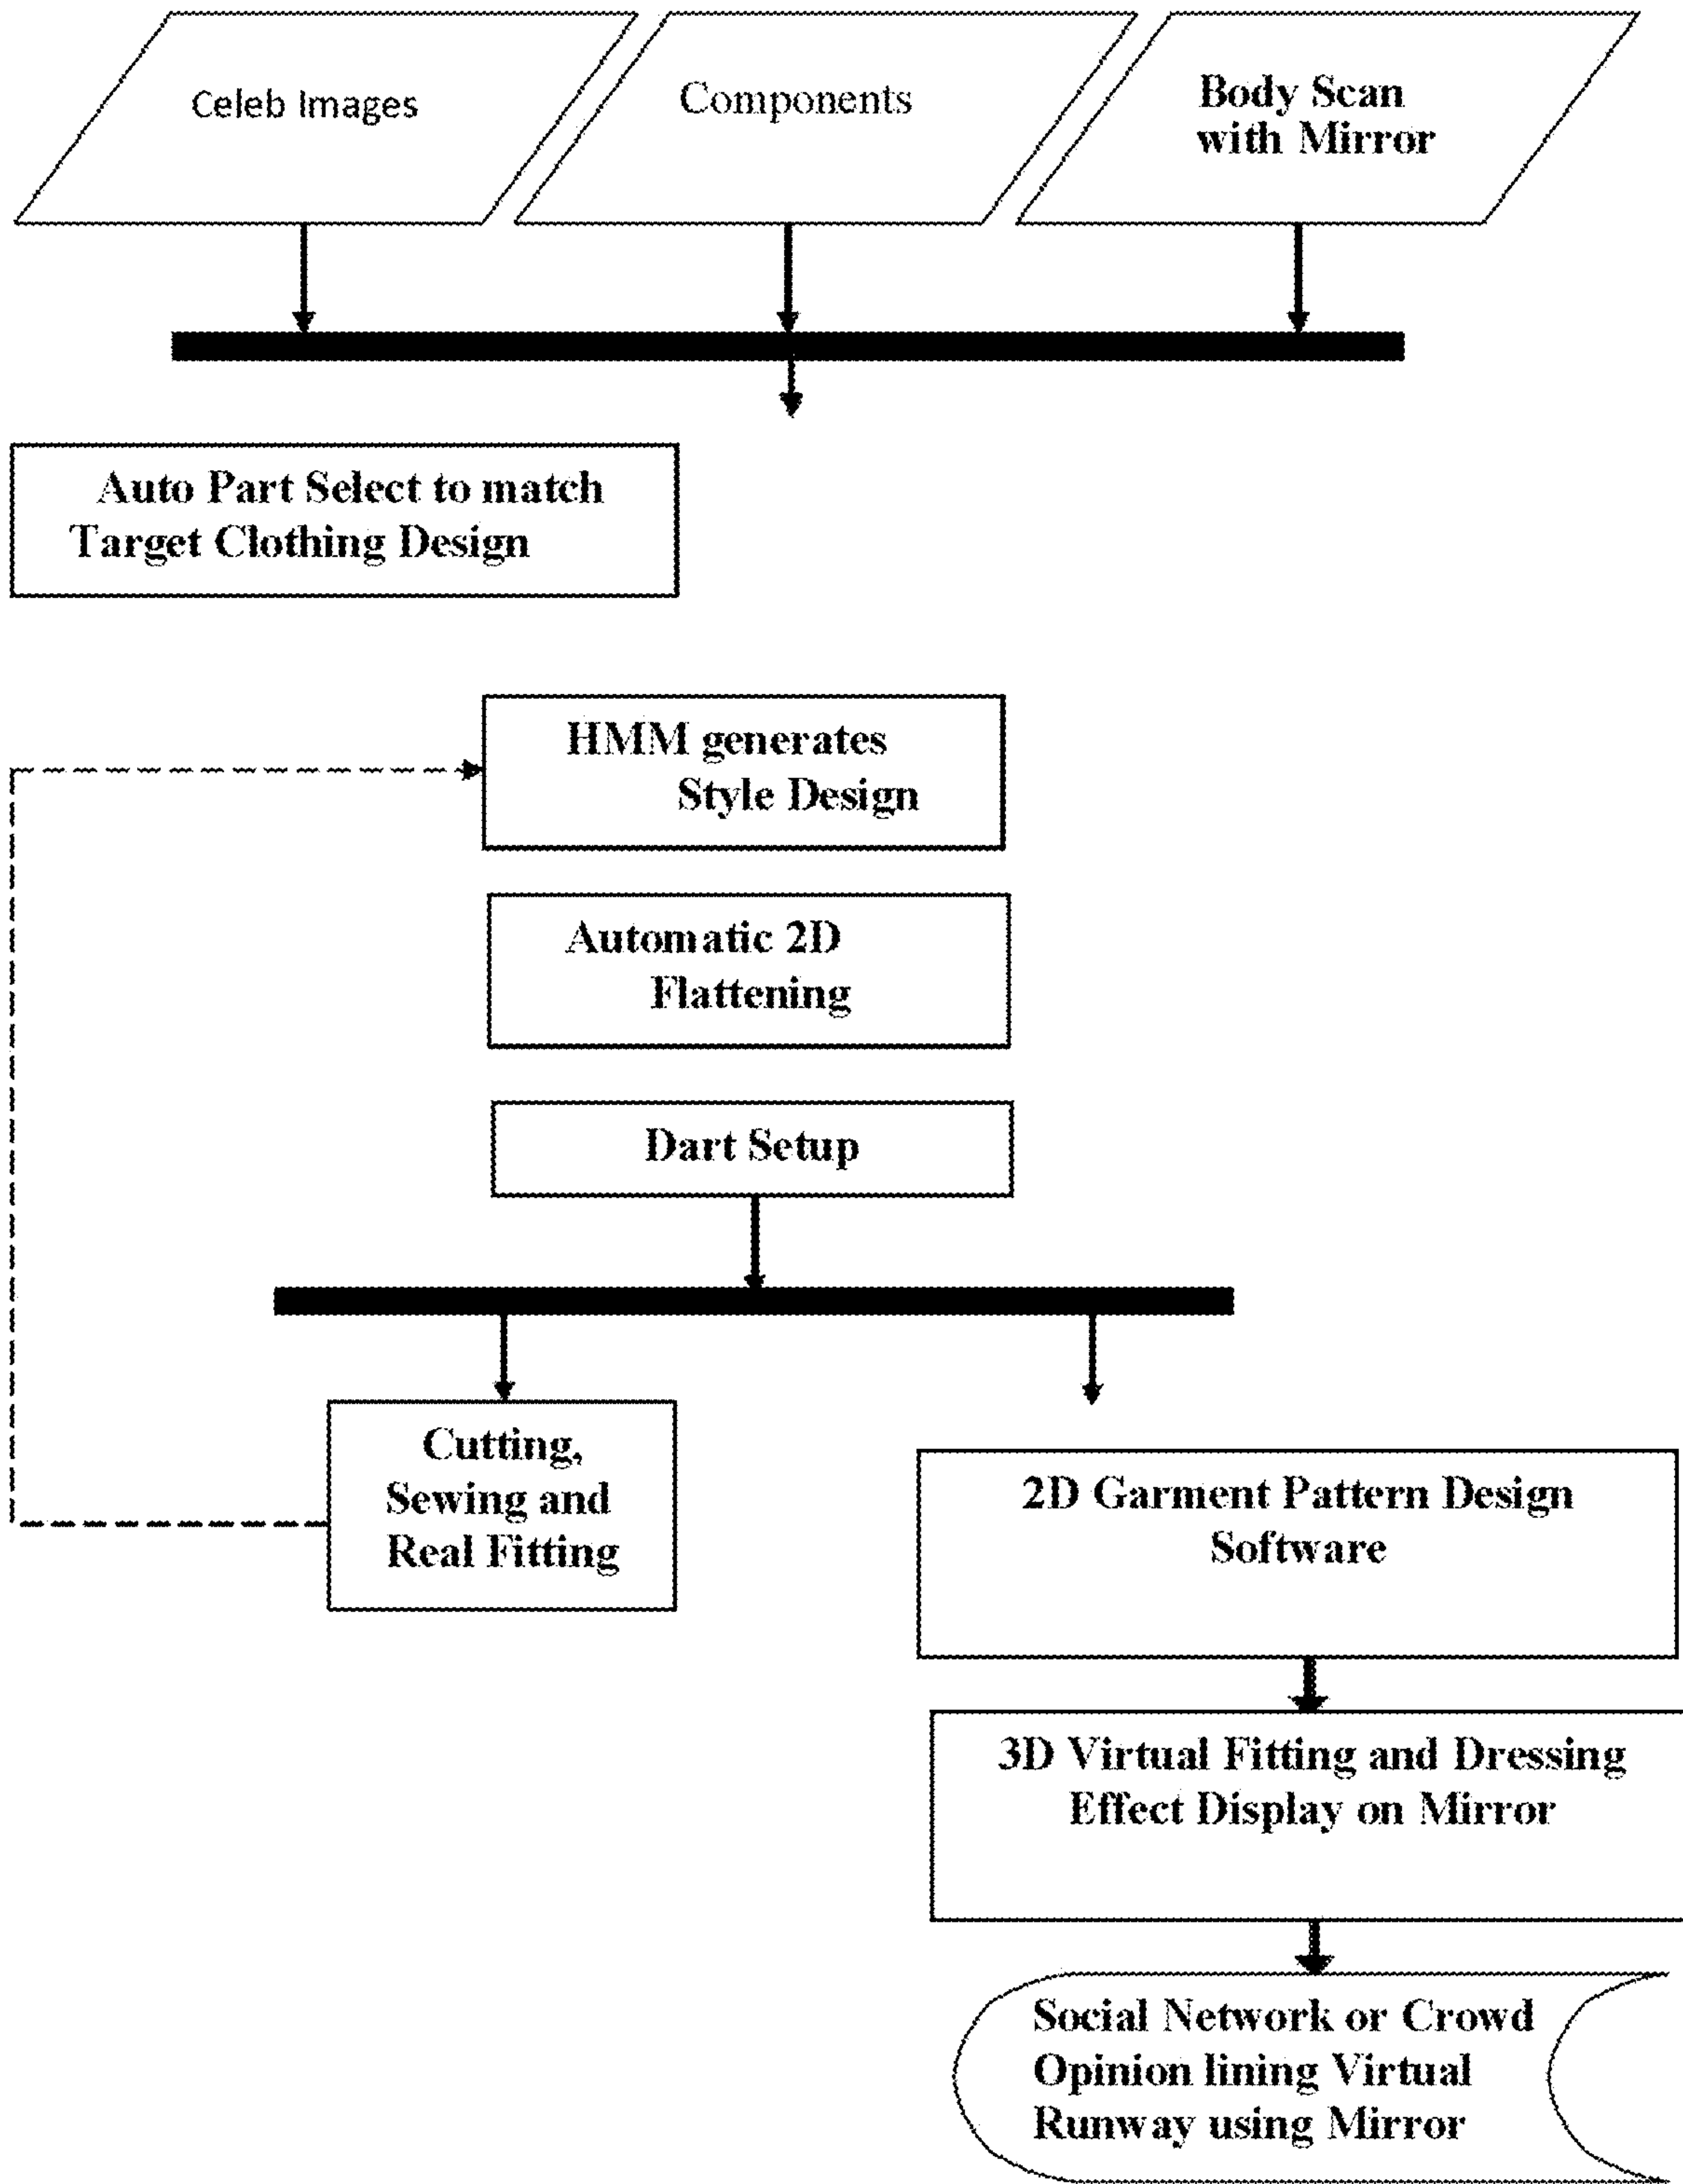 Celeb Images
Components
Body Scan
with Mirror
Auto Part Select to match
Target Clothing Design
HMM generates
Style Design
Automatic 2D
Flattening
Dart Setup
Cutting,
Sewing and
Real Fitting
2D Garment Pattern Design
Software
3D Virtual Fitting and Dressing
Effect Display on Mirror
Social Network or Crowd
Opinion lining Virtual
Runway using Mirror